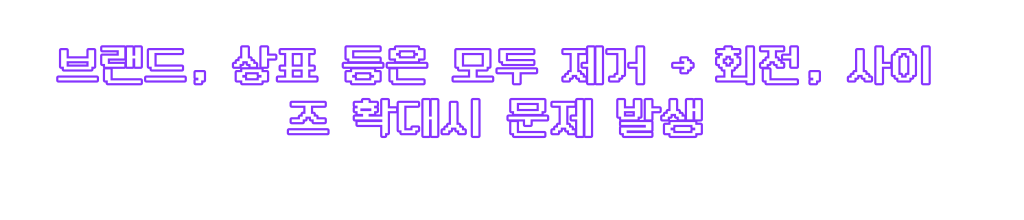 브랜드, 상표 등은 모두 제거 → 회전, 사이
즈 확대시 문제 발생